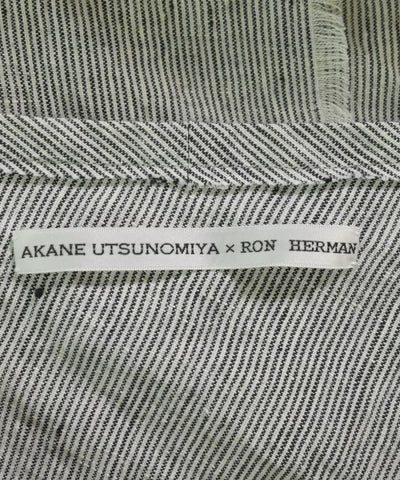 AKANE UTSUNOMIYA × RON HERMAN